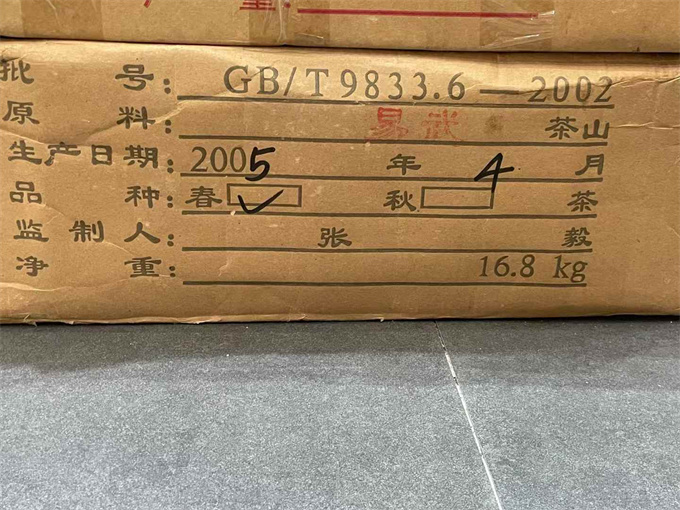 量:
批号: GB/T 9833.6—2002
原料: 易武 茶山
生产日期: 2005 年 4 月
品种: 春 ✓ 秋 茶
监制人: 张毅
净重: 16.8 kg